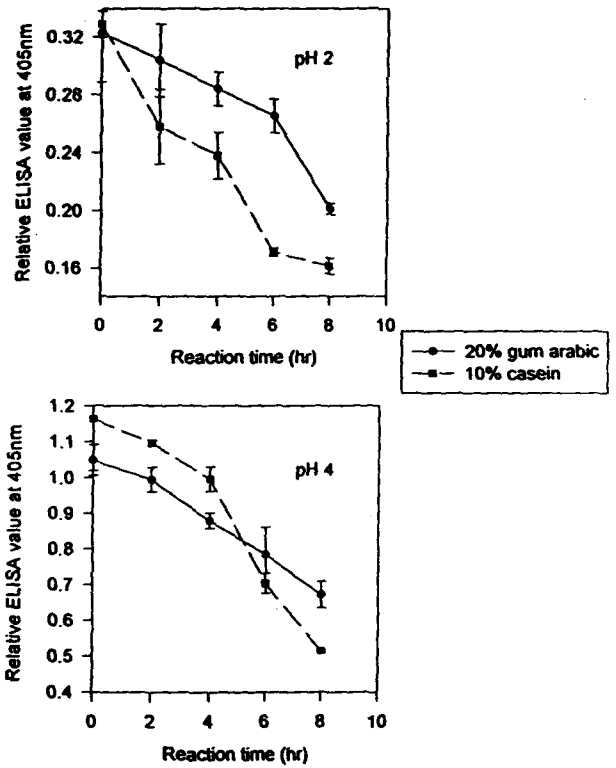 0.32
0.28
0.24
0.20
0.16
Relative ELISA value at 405nm
pH 2
0 2 4 6 8 10
Reaction time (hr)
20% gum arabic
10% casein
1.2
1.1
1.0
0.9
0.8
0.7
0.6
0.5
0.4
Relative ELISA value at 405nm
pH 4
0 2 4 6 8 10
Reaction time (hr)